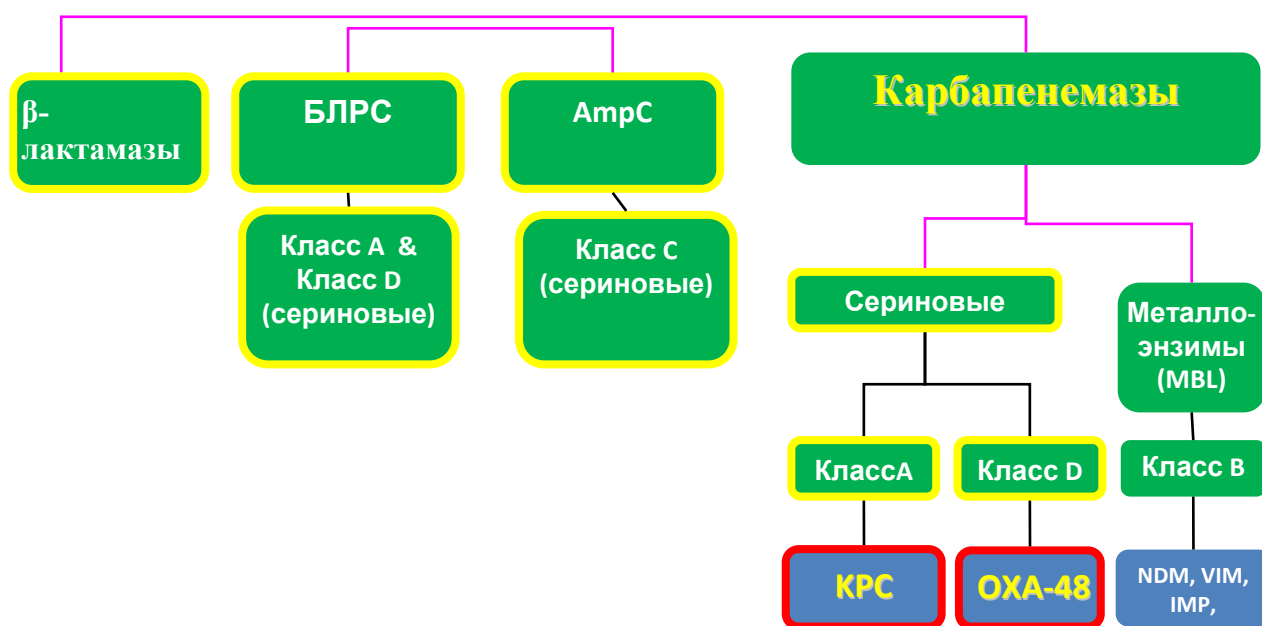 β-
лактамазы
БЛРС
AmpC
Карбапенемазы
Класс A &
Класс D
(сериновые)
Класс C
(сериновые)
Сериновые
Металло-
энзимы
(MBL)
КлассA
Класс D
Класс B
KPC
OXA-48
NDM, VIM,
IMP,